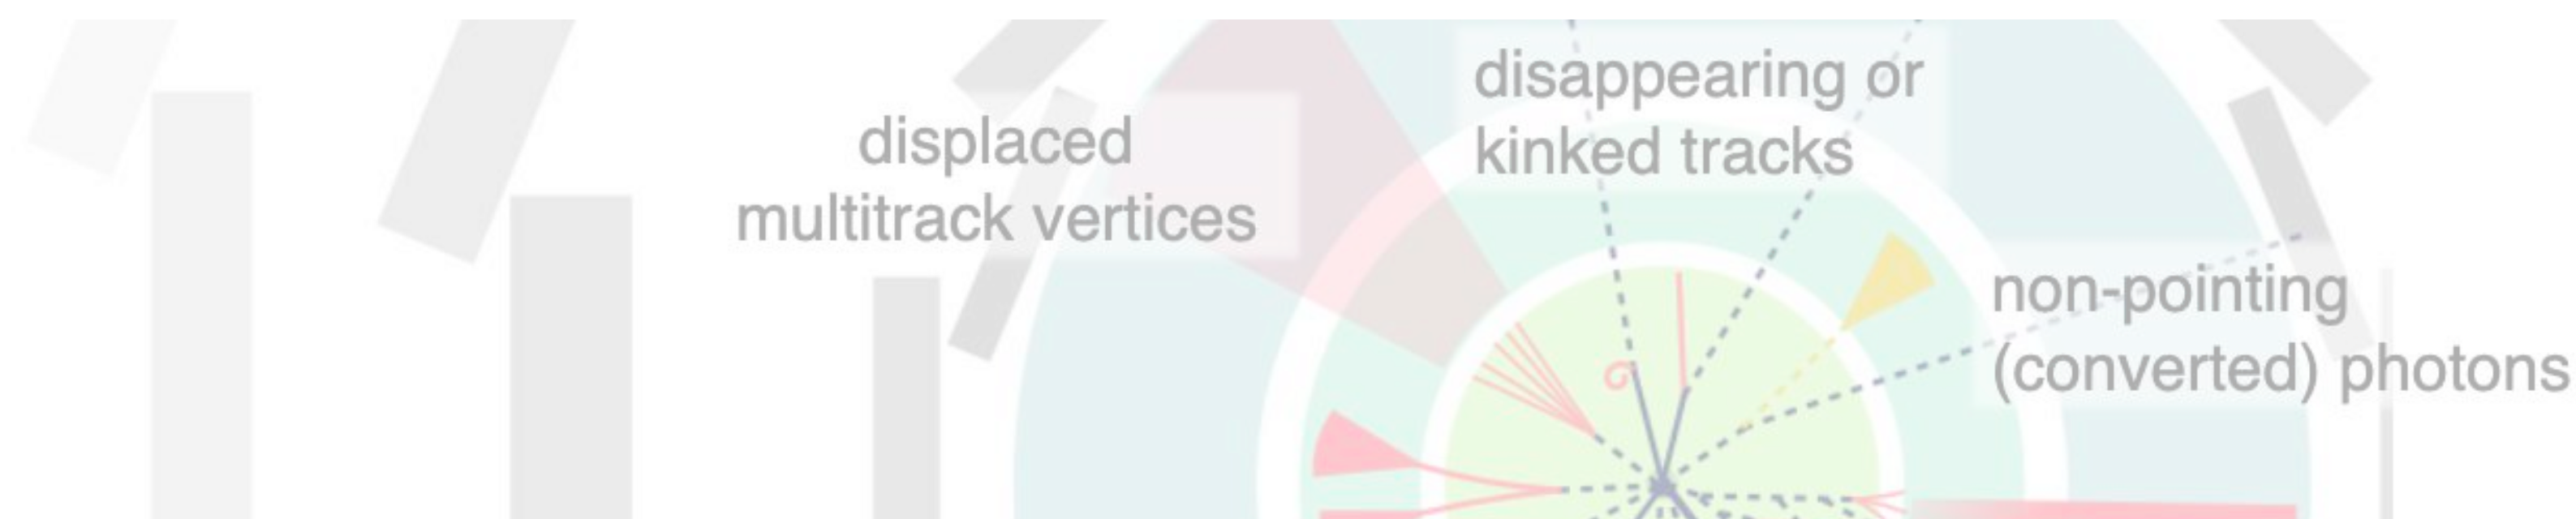 displaced
multitrack vertices
disappearing or
kinked tracks
non-pointing
(converted) photons